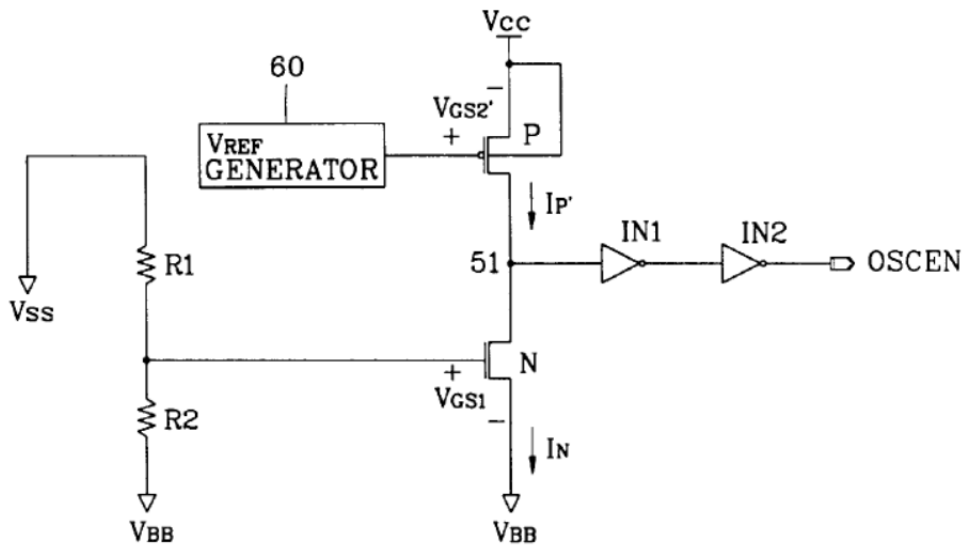 VCC
60
VGS2'
P
VREF
GENERATOR
IP'
IN1
IN2
R1
51
OSCEN
VSS
N
VGS1
R2
IN
VBB
VBB